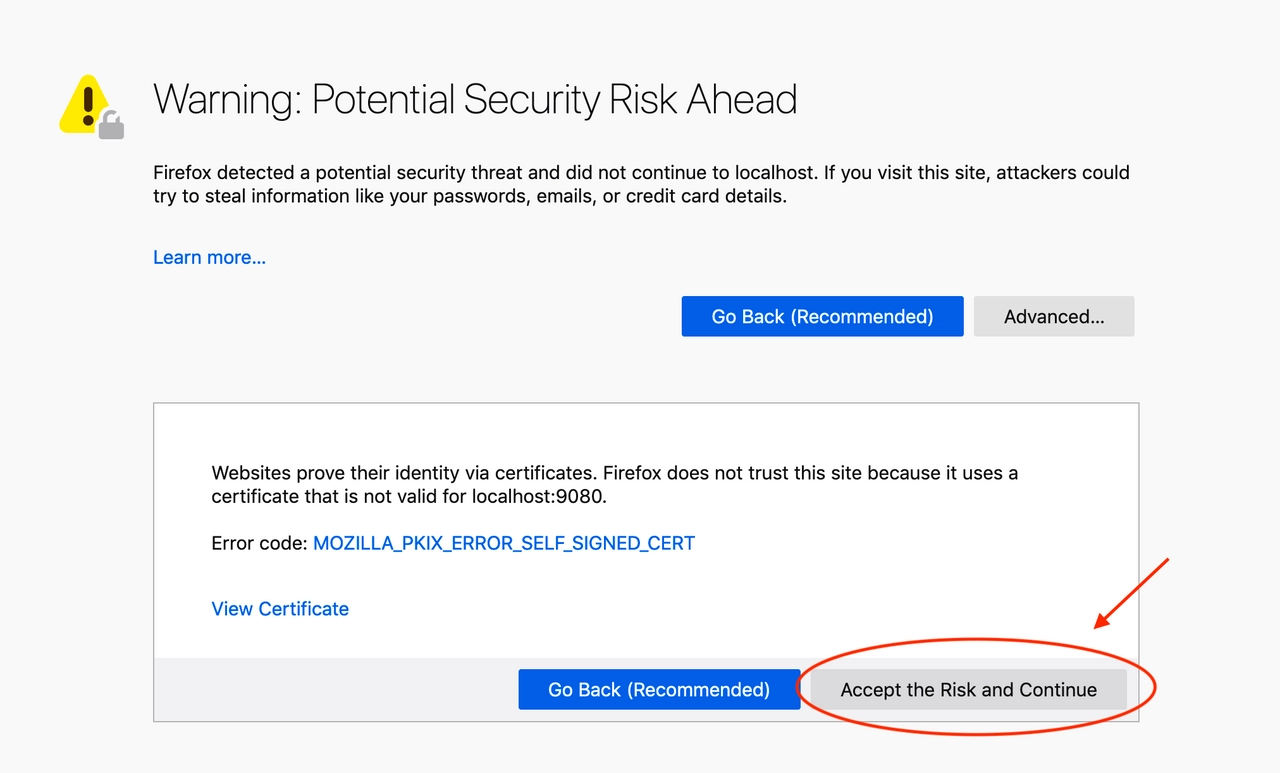 Warning: Potential Security Risk Ahead
Firefox detected a potential security threat and did not continue to localhost. If you visit this site, attackers could
try to steal information like your passwords, emails, or credit card details.
Learn more...
Go Back (Recommended)
Advanced...
Websites prove their identity via certificates. Firefox does not trust this site because it uses a
certificate that is not valid for localhost:9080.
Error code: MOZILLA_PKIX_ERROR_SELF_SIGNED_CERT
View Certificate
Go Back (Recommended)
Accept the Risk and Continue